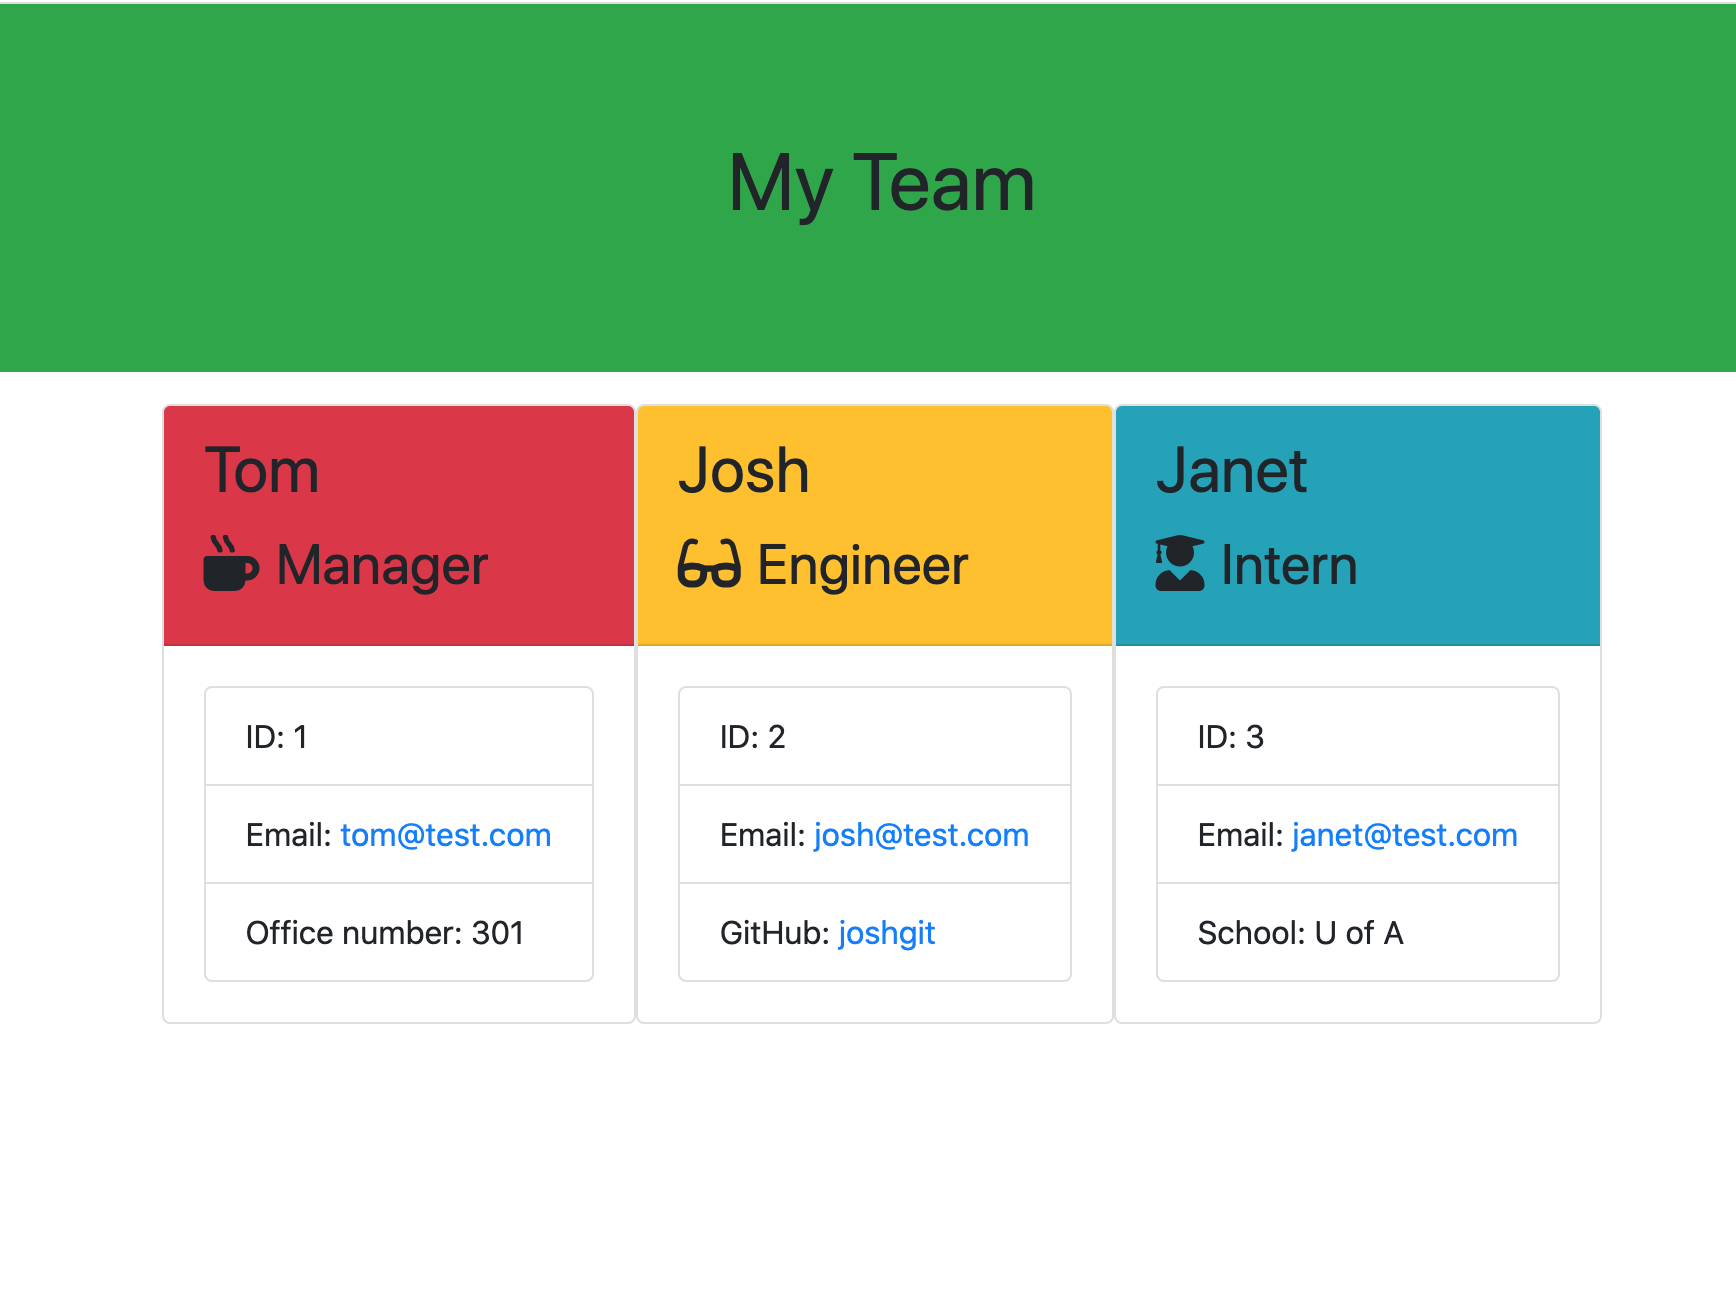 My Team
Tom
Manager
ID: 1
Email: tom@test.com
Office number: 301
Josh
Engineer
ID: 2
Email: josh@test.com
GitHub: joshgit
Janet
Intern
ID: 3
Email: janet@test.com
School: U of A